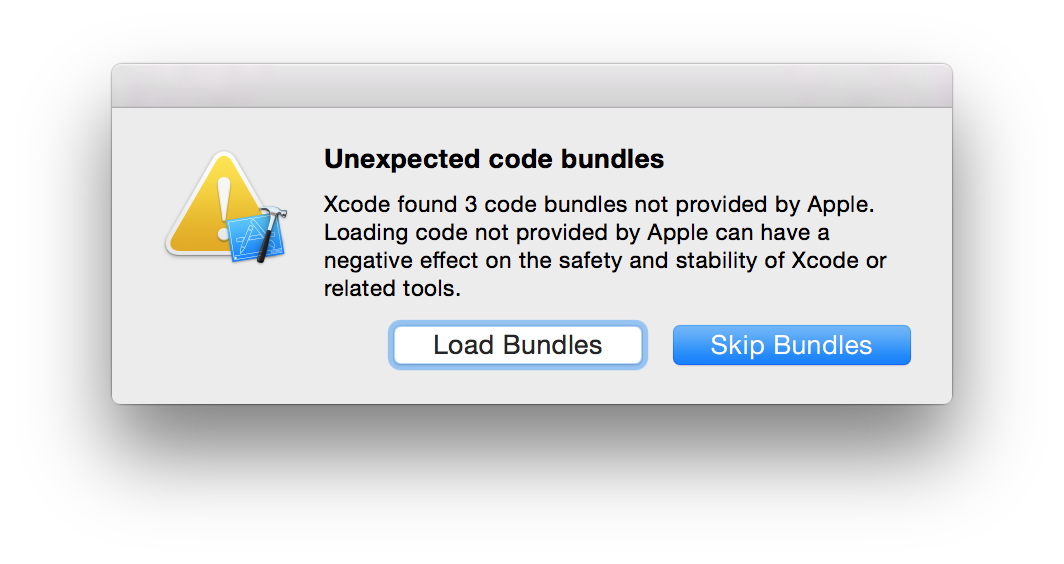 Unexpected code bundles
Xcode found 3 code bundles not provided by Apple.
Loading code not provided by Apple can have a
negative effect on the safety and stability of Xcode or
related tools.
Load Bundles
Skip Bundles